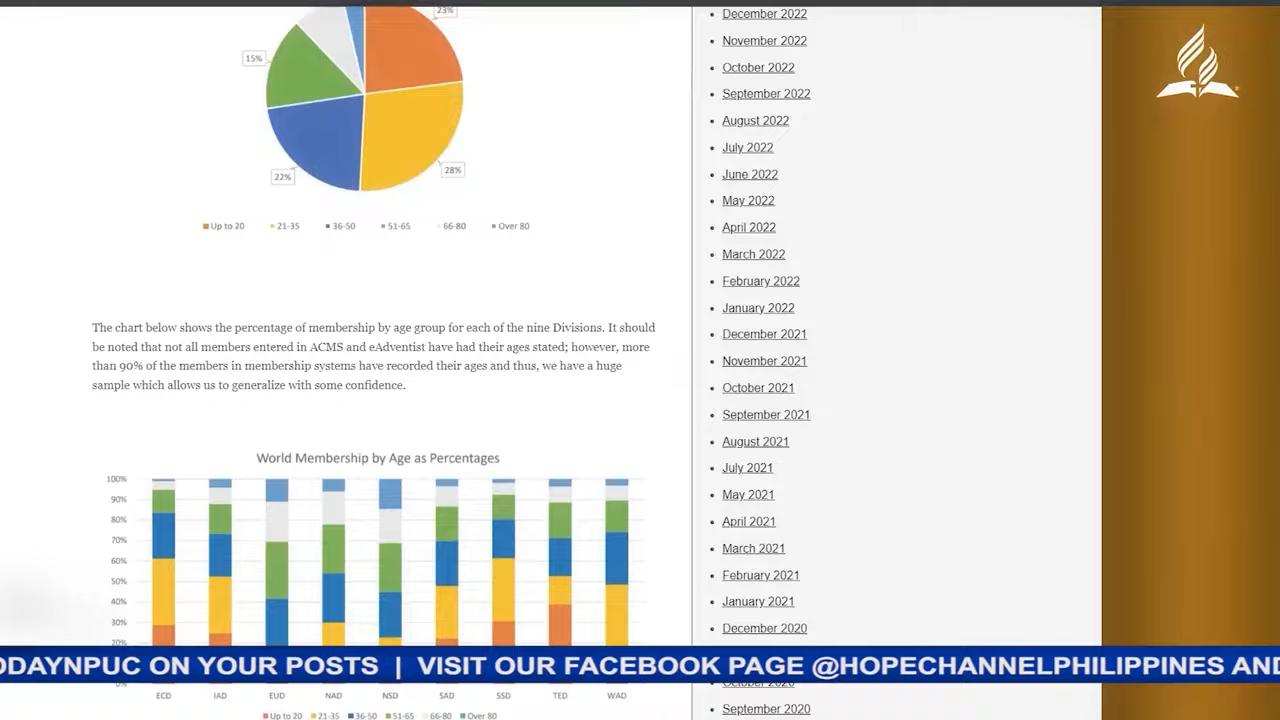 23%
15%
22%
28%
Up to 20 21-35 36-50 51-65 66-80 Over 80
The chart below shows the percentage of membership by age group for each of the nine Divisions. It should
be noted that not all members entered in ACMS and eAdventist have had their ages stated; however, more
than 90% of the members in membership systems have recorded their ages and thus, we have a huge
sample which allows us to generalize with some confidence.
World Membership by Age as Percentages
100%
90%
80%
70%
60%
50%
40%
30%
20%
ECD IAD EUD NAD NSD SAD SSD TED WAD
Up to 20 21-35 36-50 51-65 66-80 Over 80
December 2022
November 2022
October 2022
September 2022
August 2022
July 2022
June 2022
May 2022
April 2022
March 2022
February 2022
January 2022
December 2021
November 2021
October 2021
September 2021
August 2021
July 2021
May 2021
April 2021
March 2021
February 2021
January 2021
December 2020
October 2020
September 2020
ODAYNPUC ON YOUR POSTS | VISIT OUR FACEBOOK PAGE @HOPECHANNELPHILIPPINES AND